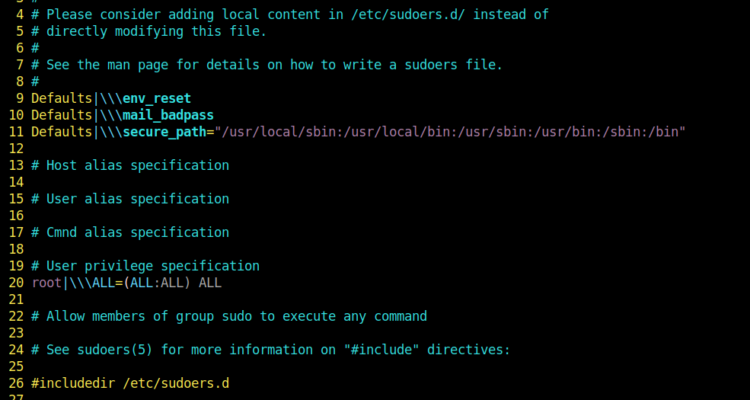 4 # Please consider adding local content in /etc/sudoers.d/ instead of
5 # directly modifying this file.
6 #
7 # See the man page for details on how to write a sudoers file.
8 #
9 Defaults|\\\env_reset
10 Defaults|\\\mail_badpass
11 Defaults|\\\secure_path="/usr/local/sbin:/usr/local/bin:/usr/sbin:/usr/bin:/sbin:/bin"
12
13 # Host alias specification
14
15 # User alias specification
16
17 # Cmnd alias specification
18
19 # User privilege specification
20 root|\\\ALL=(ALL:ALL) ALL
21
22 # Allow members of group sudo to execute any command
23
24 # See sudoers(5) for more information on "#include" directives:
25
26 #includedir /etc/sudoers.d